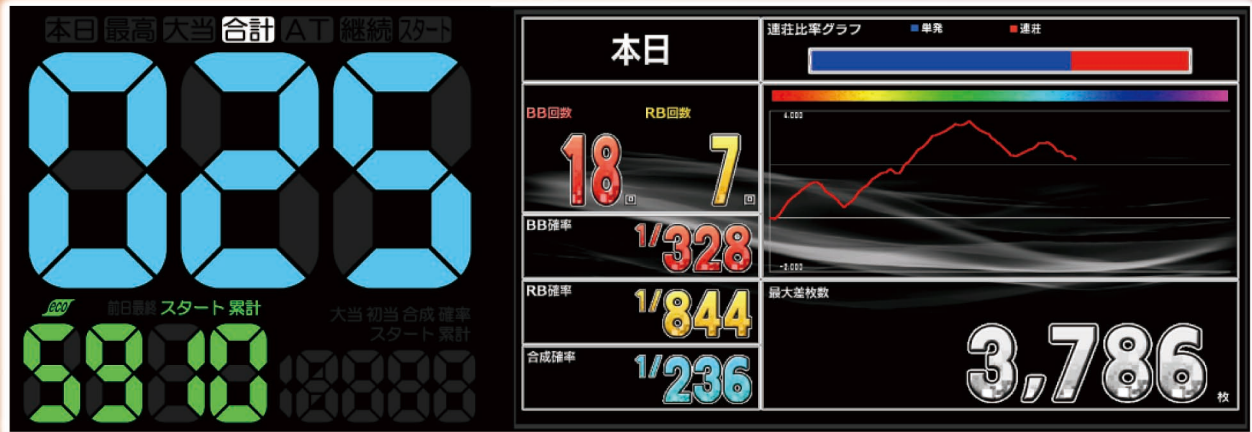 本日 最高 大当 合計 AT 継続 スタート
025
eco 前日最終 スタート 累計
5910
大当 初当 合成 確率
スタート 累計
本日
BB回数 RB回数
18回 7回
BB確率 1/328
RB確率 1/844
合成確率 1/236
連荘比率グラフ ■単発 ■連荘
4,000
-2,000
最大差枚数
3,786枚